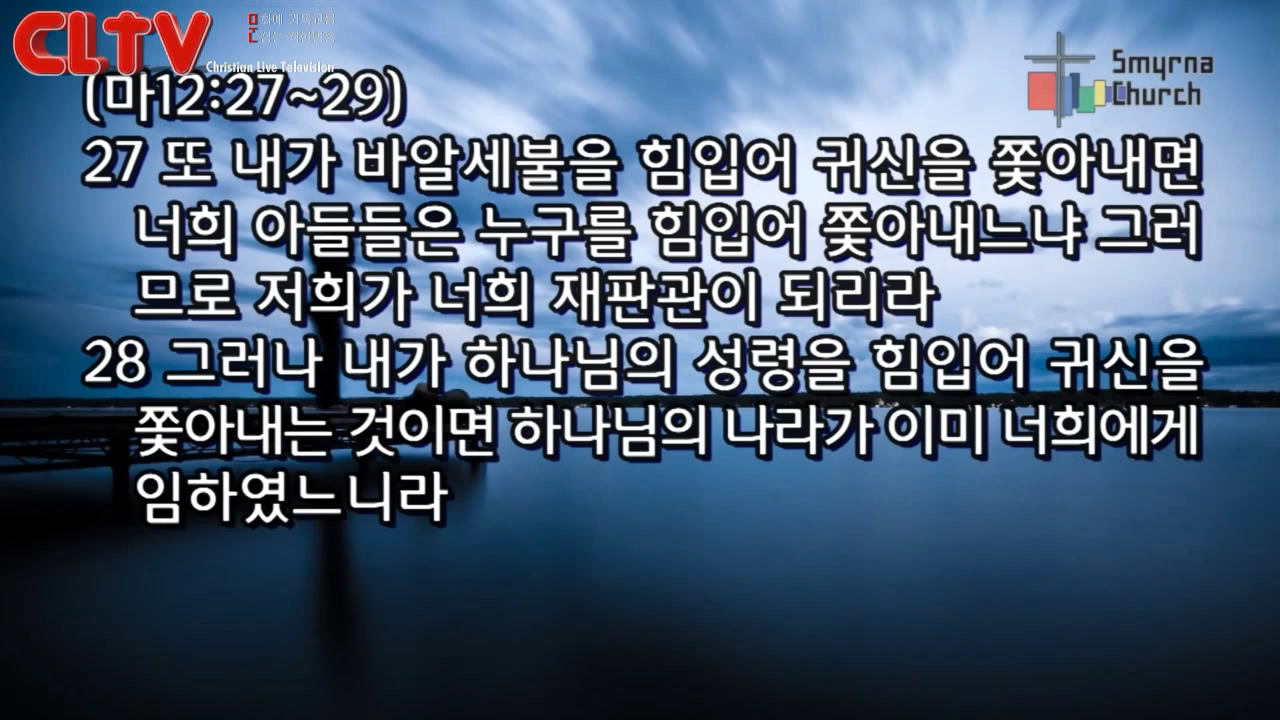 CLTV
Christian Live Television
Smyrna
Church
(마12:27~29)
27 또 내가 바알세불을 힘입어 귀신을 쫓아내면
너희 아들들은 누구를 힘입어 쫓아내느냐 그러
므로 저희가 너희 재판관이 되리라
28 그러나 내가 하나님의 성령을 힘입어 귀신을
쫓아내는 것이면 하나님의 나라가 이미 너희에게
임하였느니라